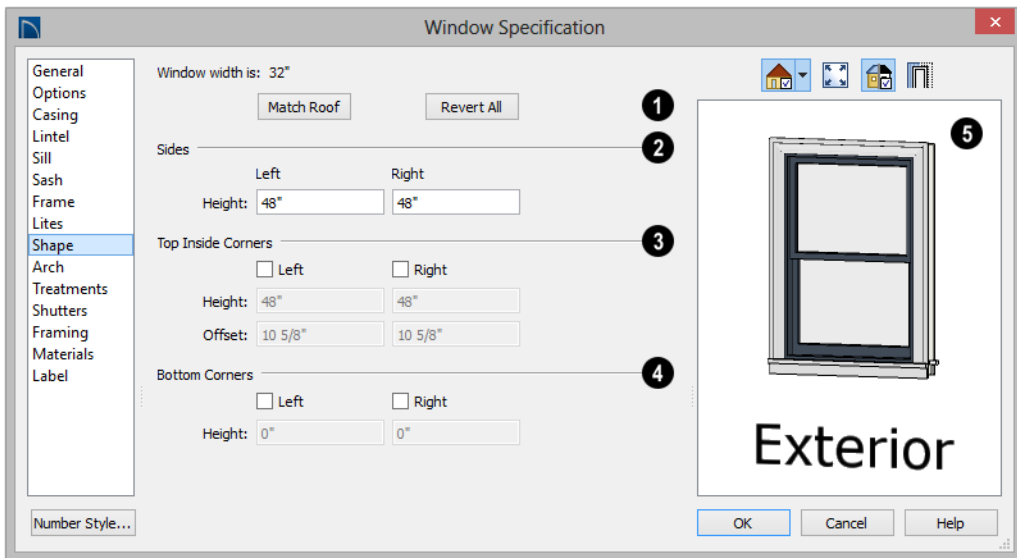 Window Specification
×
General
Options
Casing
Lintel
Sill
Sash
Frame
Lites
Shape
Arch
Treatments
Shutters
Framing
Materials
Label
Number Style...
Window width is: 32"
Match Roof Revert All 1
Sides 2
Left Right
Height: 48" 48"
Top Inside Corners 3
Left Right
Height: 48" 48"
Offset: 10 5/8" 10 5/8"
Bottom Corners 4
Left Right
Height: 0" 0"
5
Exterior
OK Cancel Help